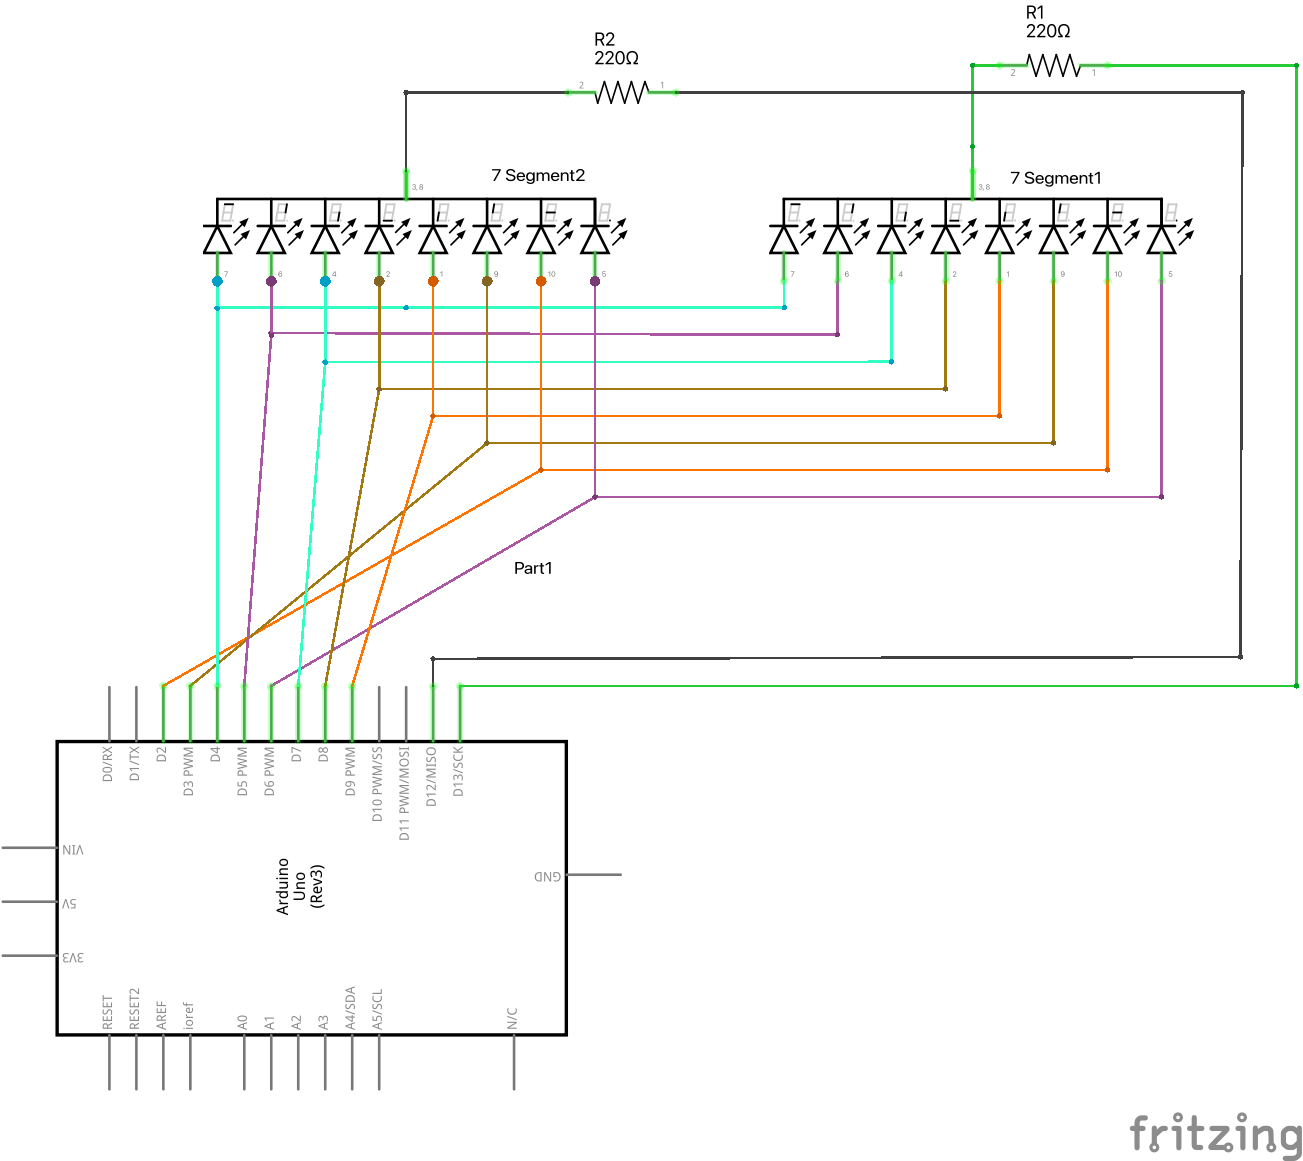 R1
220Ω
R2
220Ω
2
1
2
1
7 Segment2
7 Segment1
3,8
3,8
7
6
4
2
1
9
10
5
7
6
4
2
1
9
10
5
Part1
D0/RX
D1/TX
D2
D3 PWM
D4
D5 PWM
D6 PWM
D7
D8
D9 PWM
D10 PWM/SS
D11 PWM/MOSI
D12/MISO
D13/SCK
VIN
5V
3V3
Arduino
Uno
(Rev3)
GND
RESET
RESET2
AREF
ioref
A0
A1
A2
A3
A4/SDA
A5/SCL
N/C
fritzing